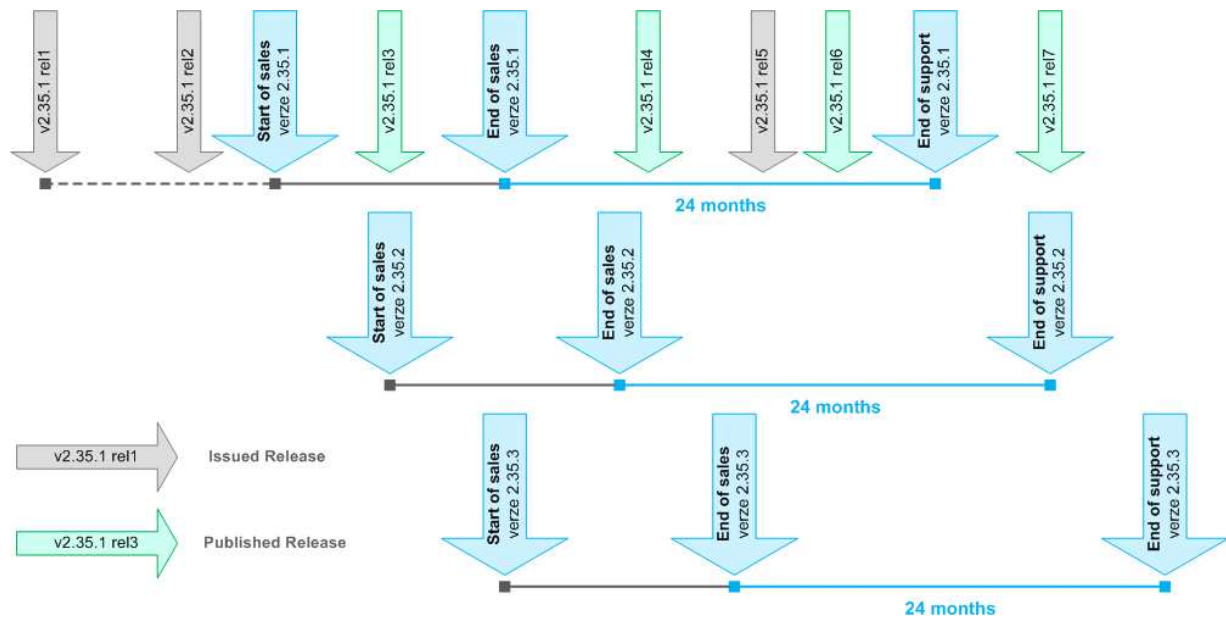 v2.35.1 rel1
v2.35.1 rel2
Start of sales
verze 2.35.1
v2.35.1 rel3
End of sales
verze 2.35.1
v2.35.1 rel4
v2.35.1 rel5
v2.35.1 rel6
End of support
verze 2.35.1
v2.35.1 rel7
24 months
Start of sales
verze 2.35.2
End of sales
verze 2.35.2
End of support
verze 2.35.2
24 months
v2.35.1 rel1
Issued Release
v2.35.1 rel3
Published Release
Start of sales
verze 2.35.3
End of sales
verze 2.35.3
End of support
verze 2.35.3
24 months